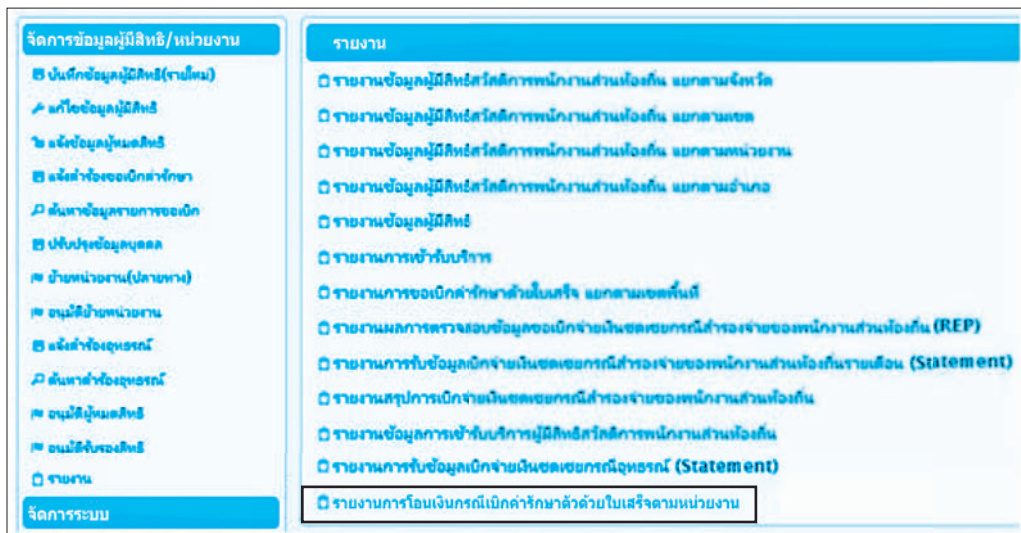 จัดการข้อมูลผู้มีสิทธิ/หน่วยงาน
บันทึกข้อมูลผู้มีสิทธิ(รายใหม่)
แก้ไขข้อมูลผู้มีสิทธิ
แจ้งข้อมูลผู้หมดสิทธิ
แจ้งคำร้องขอเบิกค่ารักษา
ค้นหาข้อมูลรายการขอเบิก
ปรับปรุงข้อมูลบุคคล
ย้ายหน่วยงาน(ปลายทาง)
อนุมัติย้ายหน่วยงาน
แจ้งคำร้องอุทธรณ์
ค้นหาคำร้องอุทธรณ์
อนุมัติผู้หมดสิทธิ
อนุมัติรับรองสิทธิ
รายงาน
จัดการระบบ
รายงาน
รายงานข้อมูลผู้มีสิทธิสวัสดิการพนักงานส่วนท้องถิ่น แยกตามจังหวัด
รายงานข้อมูลผู้มีสิทธิสวัสดิการพนักงานส่วนท้องถิ่น แยกตามเขต
รายงานข้อมูลผู้มีสิทธิสวัสดิการพนักงานส่วนท้องถิ่น แยกตามหน่วยงาน
รายงานข้อมูลผู้มีสิทธิสวัสดิการพนักงานส่วนท้องถิ่น แยกตามอำเภอ
รายงานข้อมูลผู้มีสิทธิ
รายงานการเข้ารับบริการ
รายงานการขอเบิกค่ารักษาด้วยใบเสร็จ แยกตามเขตพื้นที่
รายงานผลการตรวจสอบข้อมูลขอเบิกจ่ายเงินชดเชยกรณีสำรองจ่ายของพนักงานส่วนท้องถิ่น (REP)
รายงานการรับข้อมูลเบิกจ่ายเงินชดเชยกรณีสำรองจ่ายของพนักงานส่วนท้องถิ่นรายเดือน (Statement)
รายงานสรุปการเบิกจ่ายเงินชดเชยกรณีสำรองจ่ายของพนักงานส่วนท้องถิ่น
รายงานข้อมูลการเข้ารับบริการผู้มีสิทธิสวัสดิการพนักงานส่วนท้องถิ่น
รายงานการรับข้อมูลเบิกจ่ายเงินชดเชยกรณีอุทธรณ์ (Statement)
รายงานการโอนเงินกรณีเบิกค่ารักษาตัวด้วยใบเสร็จตามหน่วยงาน